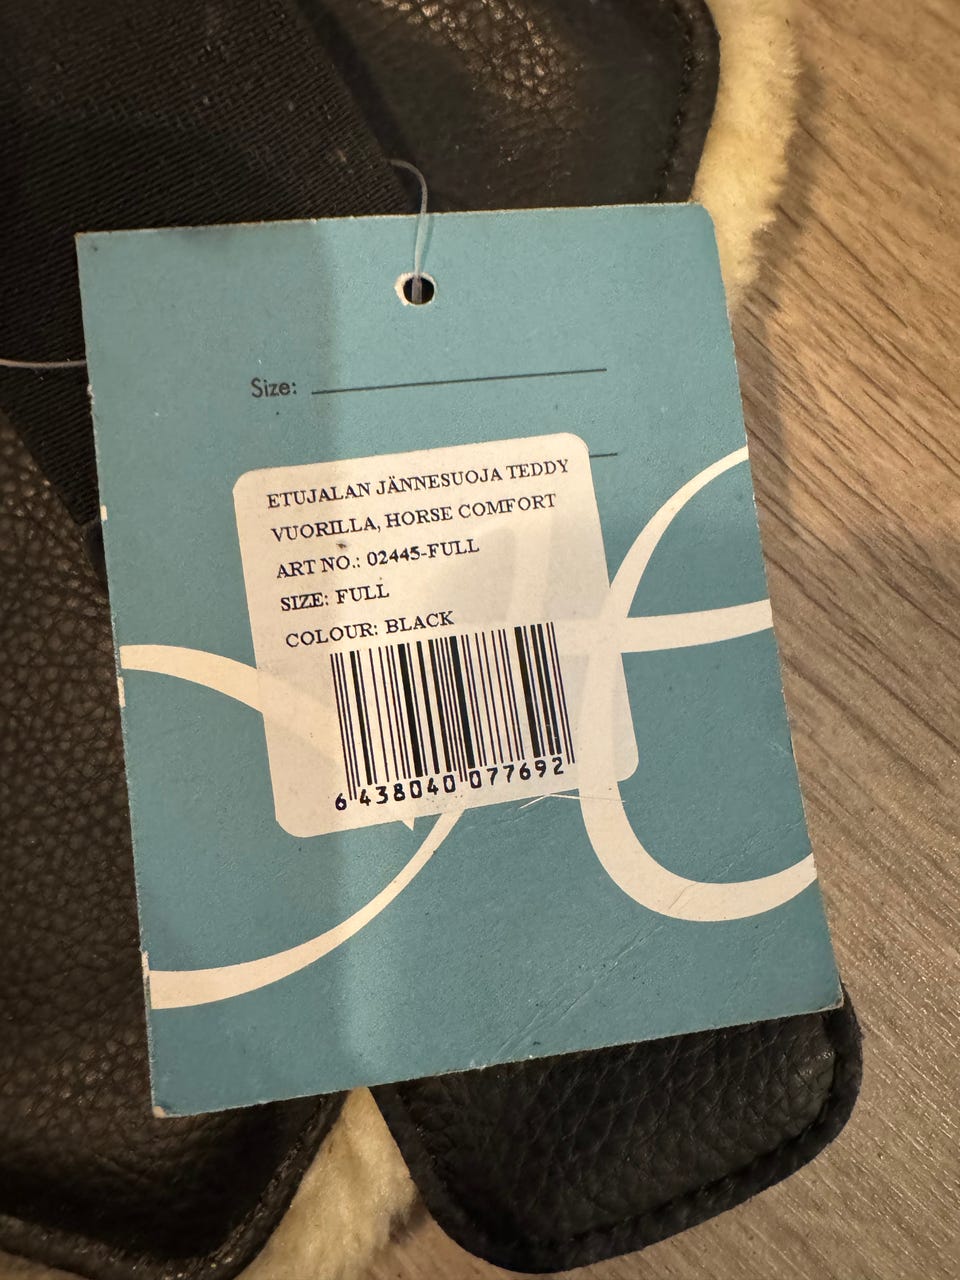 Size:
ETUJALAN JÄNNESUOJA TEDDY
VUORILLA, HORSE COMFORT
ART NO.: 02445-FULL
SIZE: FULL
COLOUR: BLACK
6 438040 077692